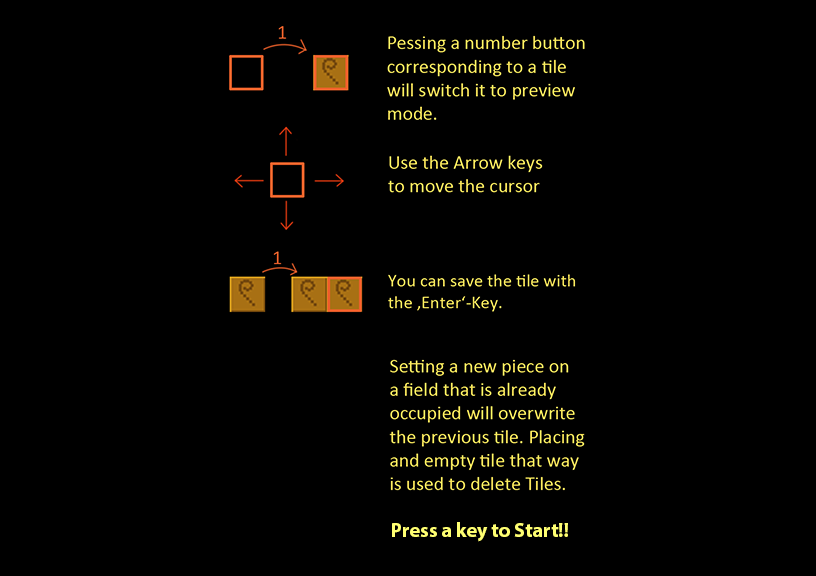 1
Pessing a number button
corresponding to a tile
will switch it to preview
mode.
Use the Arrow keys
to move the cursor
1
You can save the tile with
the ‚Enter‘-Key.
Setting a new piece on
a field that is already
occupied will overwrite
the previous tile. Placing
and empty tile that way
is used to delete Tiles.
Press a key to Start!!